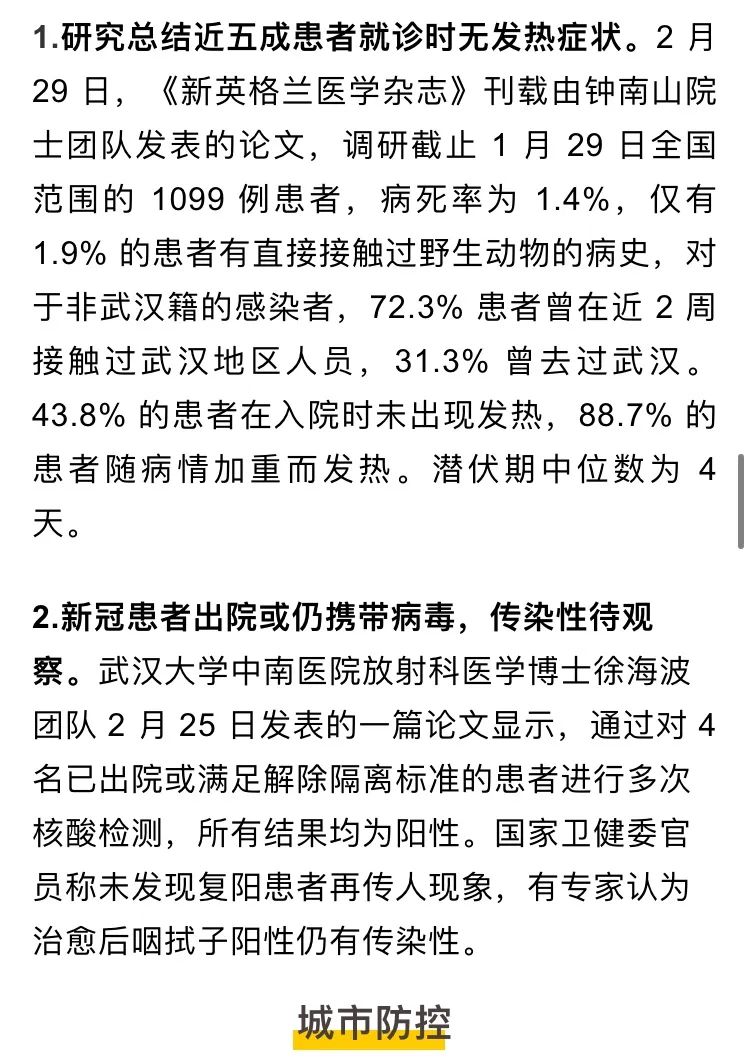 1.研究总结近五成患者就诊时无发热症状。2 月
29 日，《新英格兰医学杂志》刊载由钟南山院
士团队发表的论文，调研截止 1 月 29 日全国
范围的 1099 例患者，病死率为 1.4%，仅有
1.9% 的患者有直接接触过野生动物的病史，对
于非武汉籍的感染者，72.3% 患者曾在近 2 周
接触过武汉地区人员，31.3% 曾去过武汉。
43.8% 的患者在入院时未出现发热，88.7% 的
患者随病情加重而发热。潜伏期中位数为 4
天。
2.新冠患者出院或仍携带病毒，传染性待观
察。武汉大学中南医院放射科医学博士徐海波
团队 2 月 25 日发表的一篇论文显示，通过对 4
名已出院或满足解除隔离标准的患者进行多次
核酸检测，所有结果均为阳性。国家卫健委官
员称未发现复阳患者再传人现象，有专家认为
治愈后咽拭子阳性仍有传染性。
城市防控